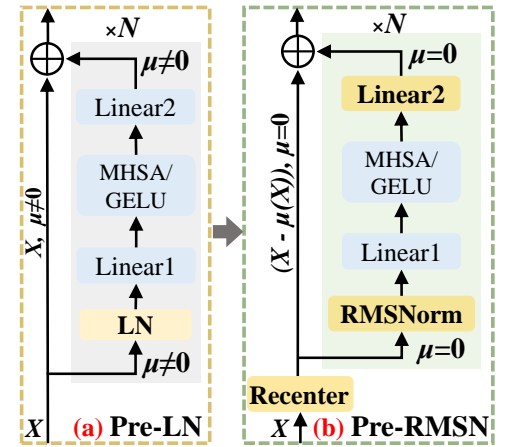 ×N
μ≠0
Linear2
MHSA/
GELU
Linear1
LN
μ≠0
X, μ≠0
X
(a) Pre-LN
×N
μ=0
Linear2
MHSA/
GELU
Linear1
RMSNorm
μ=0
(X - μ(X)), μ=0
Recenter
X
(b) Pre-RMSN